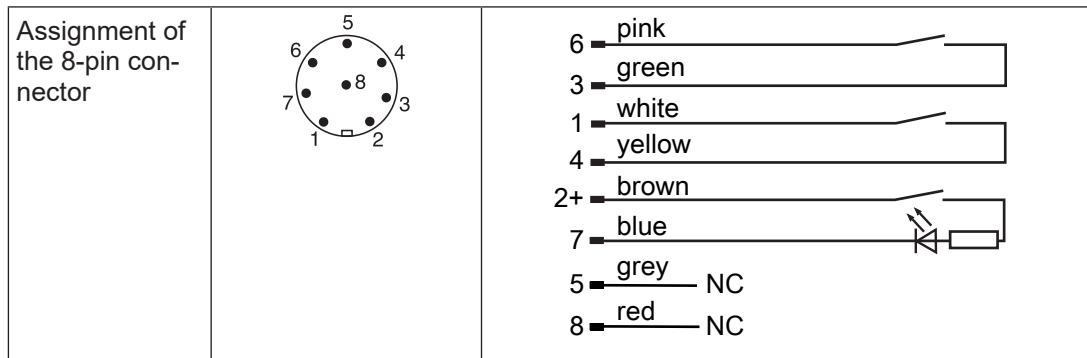 Assignment of
the 8-pin con-
nector
5
6
4
8
7
3
1
2
6 pink
3 green
1 white
4 yellow
2+ brown
7 blue
5 grey NC
8 red NC